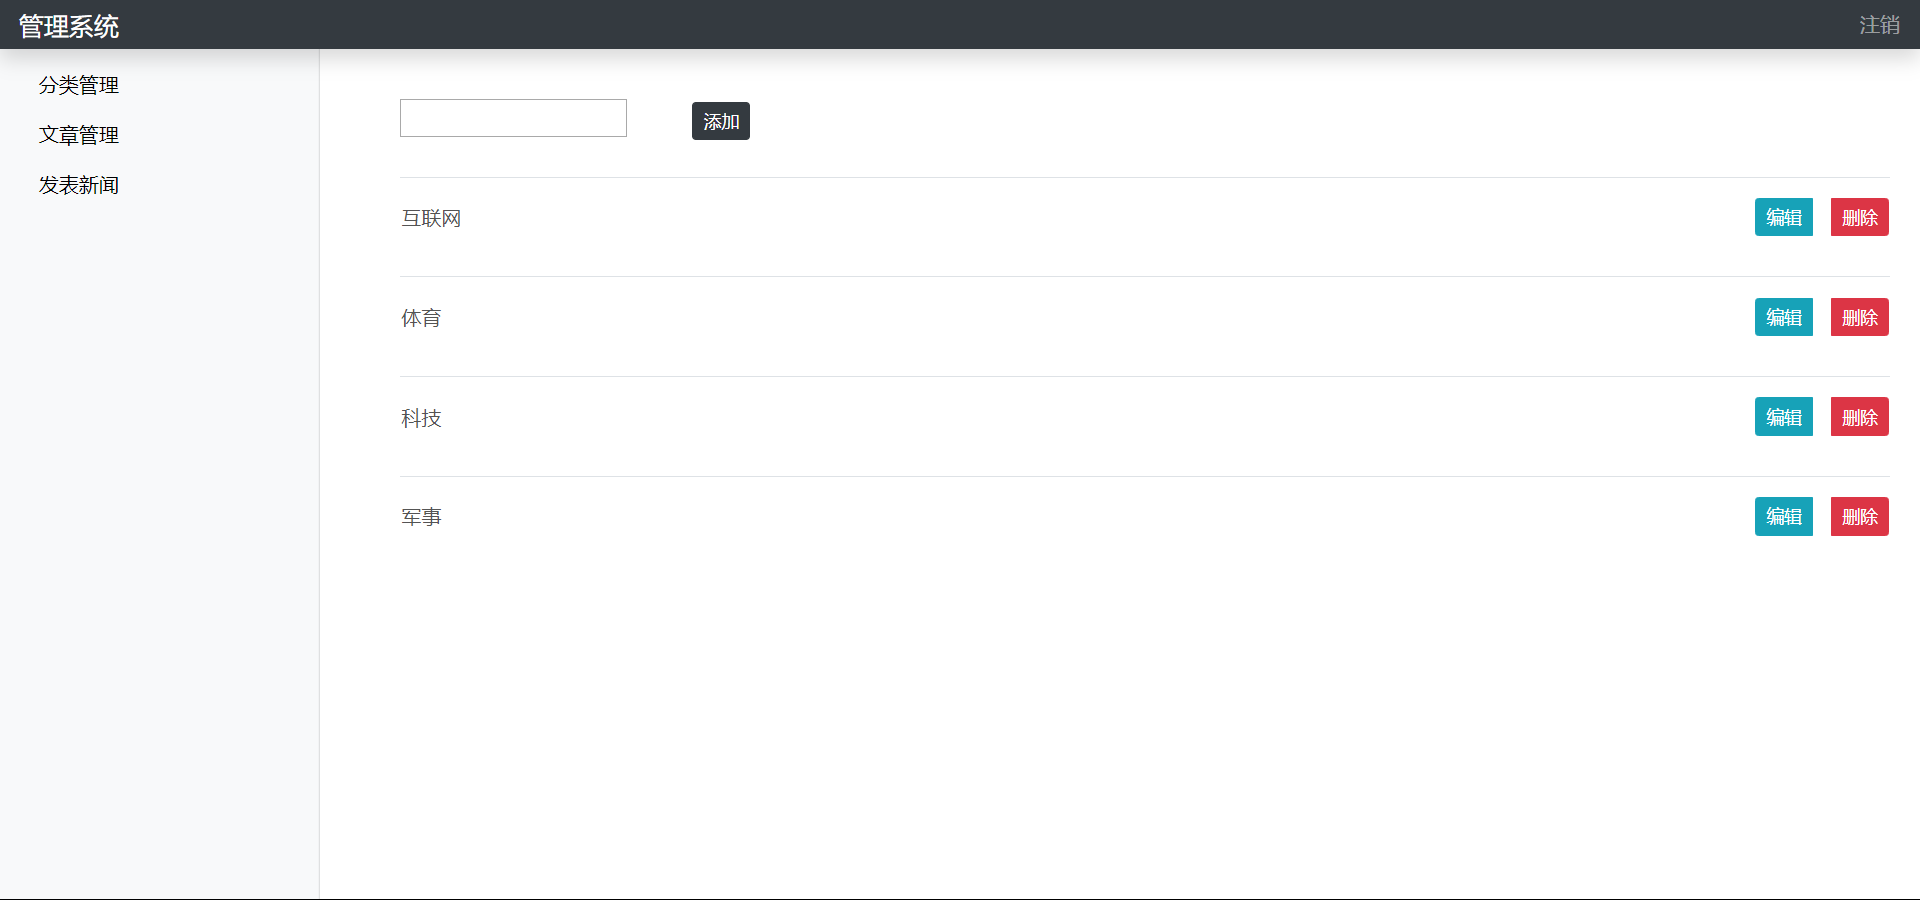 管理系统 注销
分类管理
文章管理
发表新闻
添加
互联网 编辑 删除
体育 编辑 删除
科技 编辑 删除
军事 编辑 删除